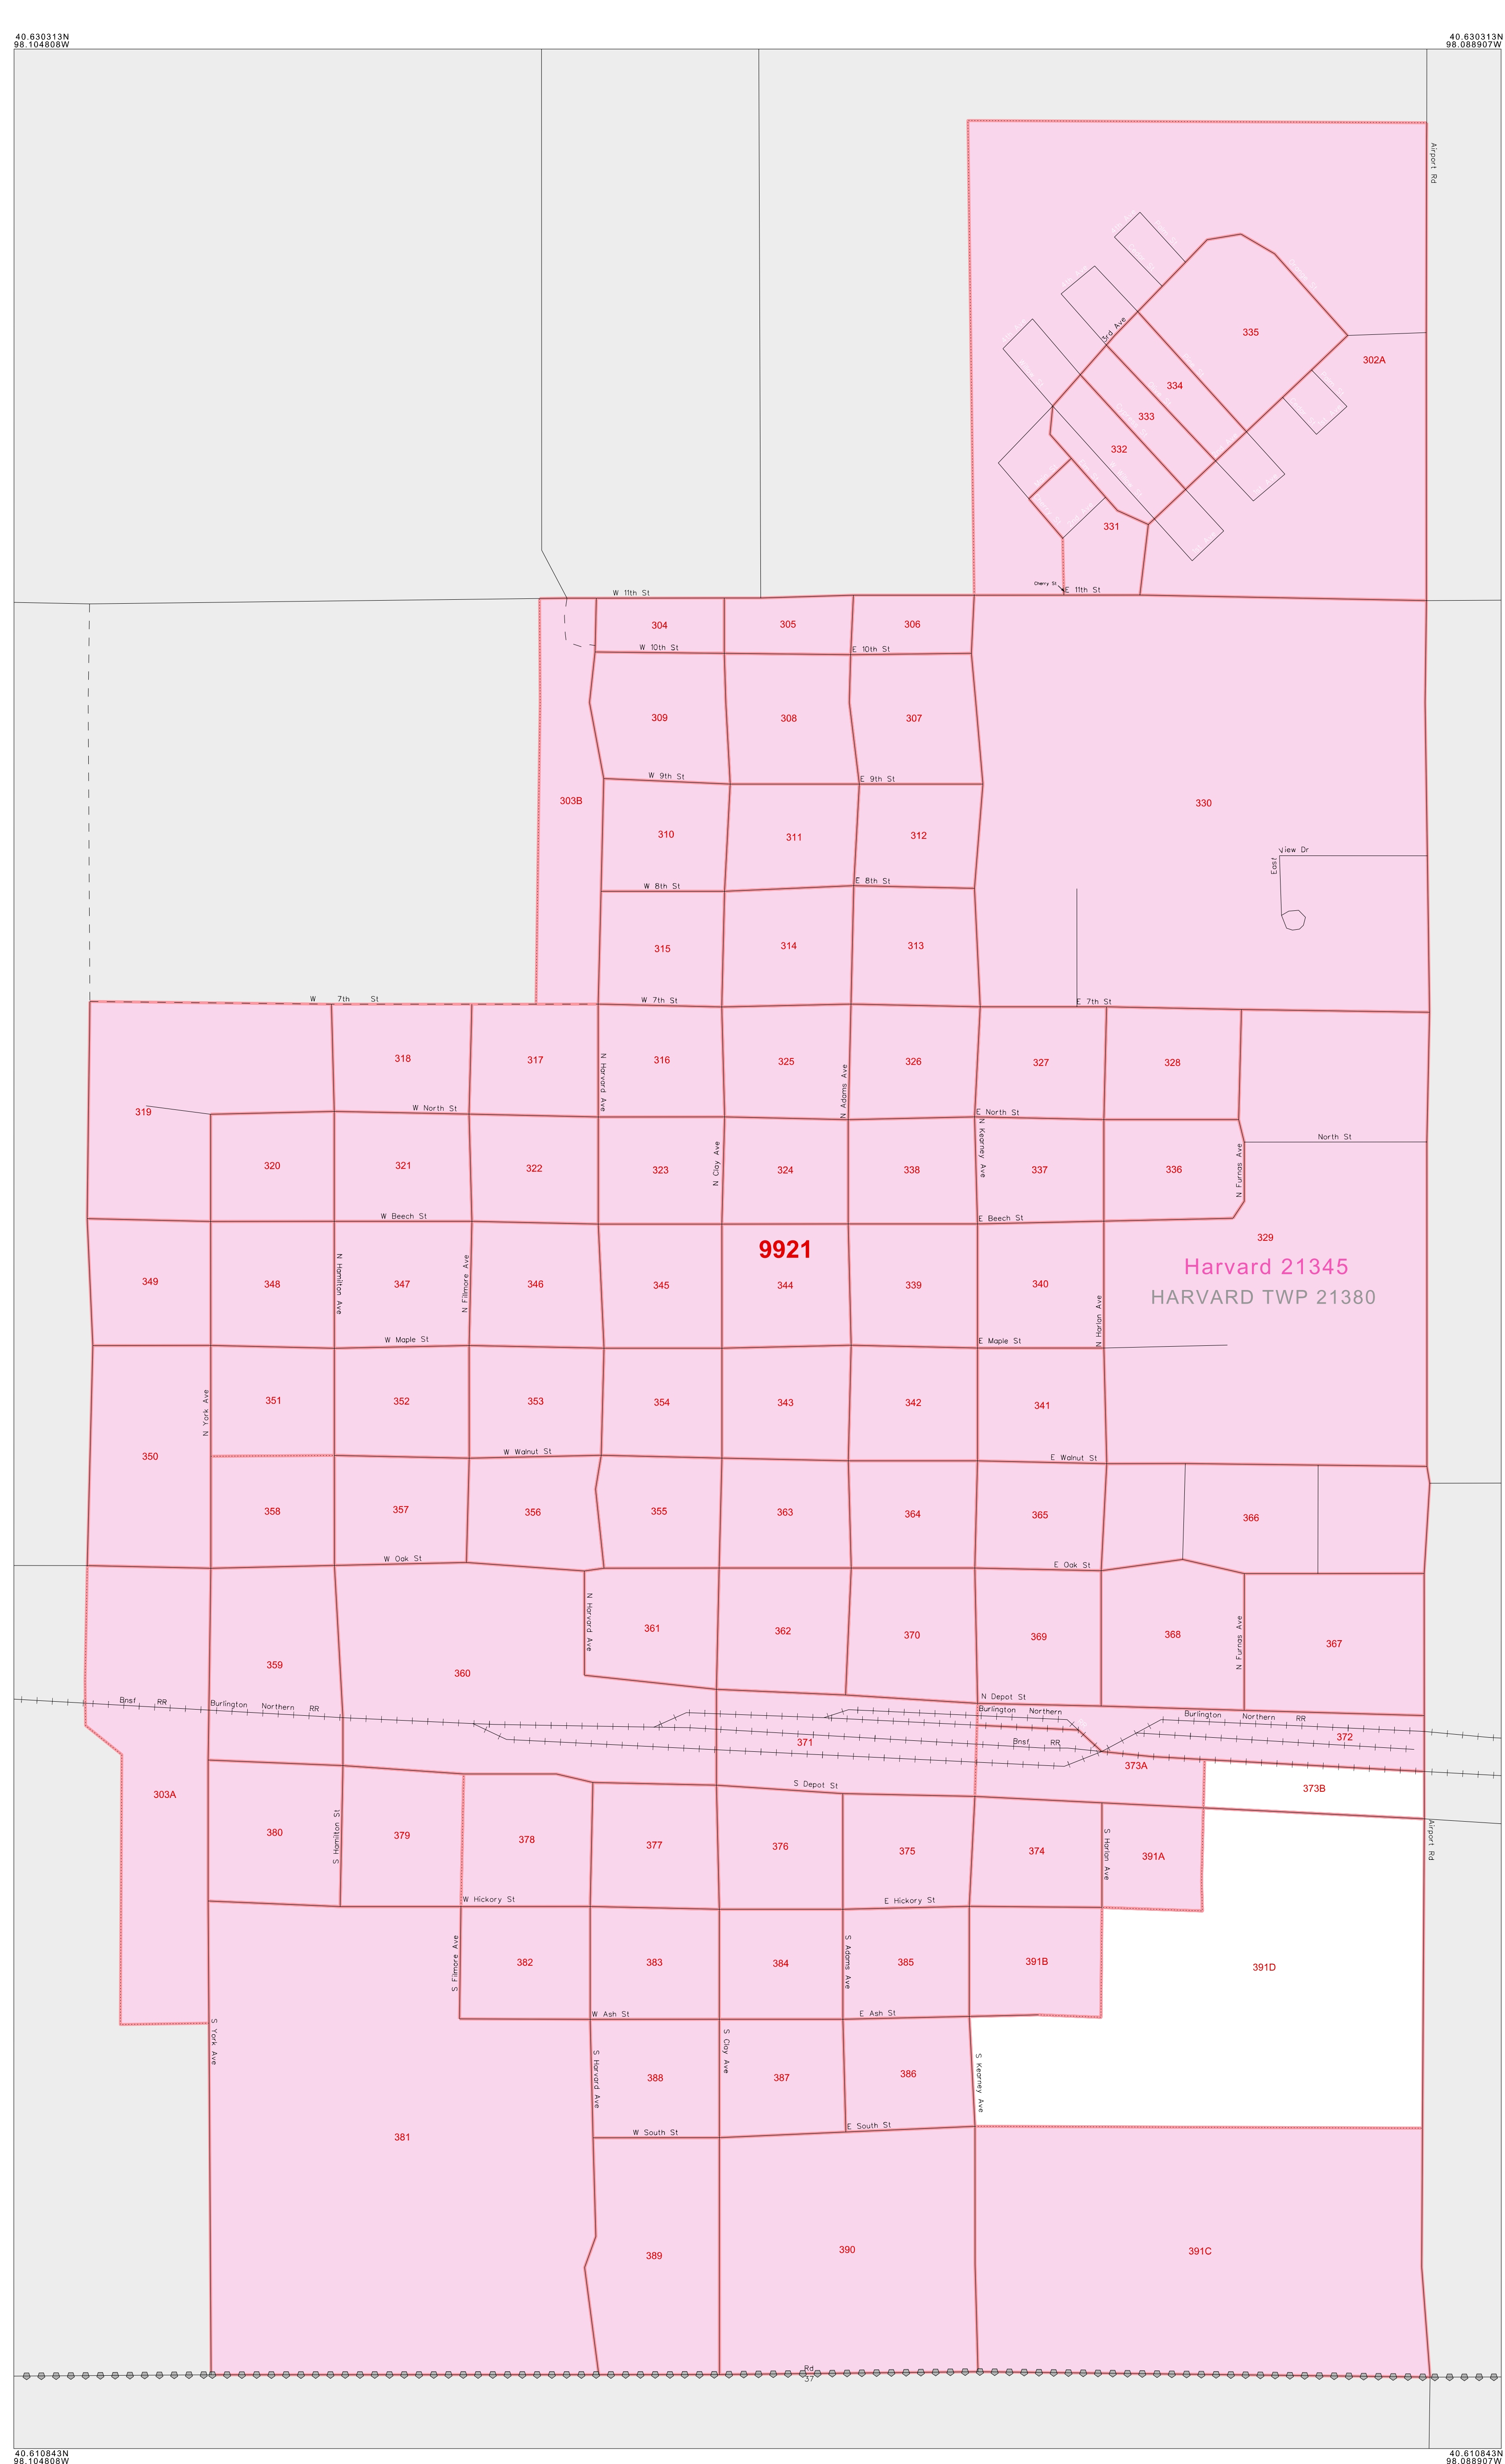 40.630313N
98.104808W
40.630313N
98.088907W
Airport Rd
335
3rd Ave
302A
334
333
332
331
Cherry St
E 11th St
W 11th St
304
305
306
W 10th St
E 10th St
309
308
307
W 9th St
E 9th St
303B
330
310
311
312
View Dr
East
W 8th St
E 8th St
315
314
313
W 7th St
W 7th St
E 7th St
318
317
316
325
326
327
328
N Harvard Ave
N Adams Ave
319
W North St
E North St
N Kearney Ave
North St
320
321
322
323
N Clay Ave
324
338
337
336
N Furnas Ave
W Beech St
E Beech St
329
9921
Harvard 21345
HARVARD TWP 21380
349
348
N Hamilton Ave
347
N Fillmore Ave
346
345
344
339
340
N Harlan Ave
W Maple St
E Maple St
N York Ave
351
352
353
354
343
342
341
350
W Walnut St
E Walnut St
358
357
356
355
363
364
365
366
W Oak St
E Oak St
N Harvard Ave
361
362
370
369
368
N Furnas Ave
367
359
360
Bnsf RR
Burlington Northern RR
N Depot St
Burlington Northern
Burlington Northern RR
371
Bnsf RR
372
373A
303A
S Depot St
373B
380
S Hamilton St
379
378
377
376
375
374
S Harlan Ave
391A
Airport Rd
W Hickory St
E Hickory St
S Filmore Ave
382
383
384
S Adams Ave
385
391B
391D
W Ash St
E Ash St
S York Ave
S Harvard Ave
388
S Clay Ave
387
386
S Kearney Ave
W South St
E South St
381
389
390
391C
Rd
37
40.610843N
98.104808W
40.610843N
98.088907W